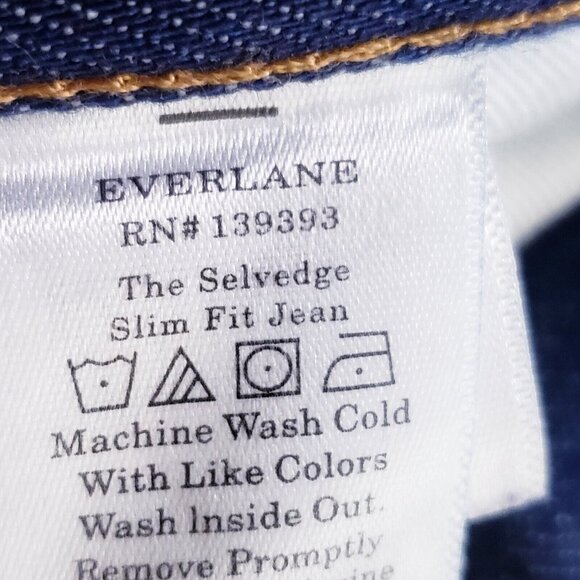 EVERLANE
RN# 139393
The Selvedge
Slim Fit Jean
Machine Wash Cold
With Like Colors
Wash Inside Out.
Remove Promptly